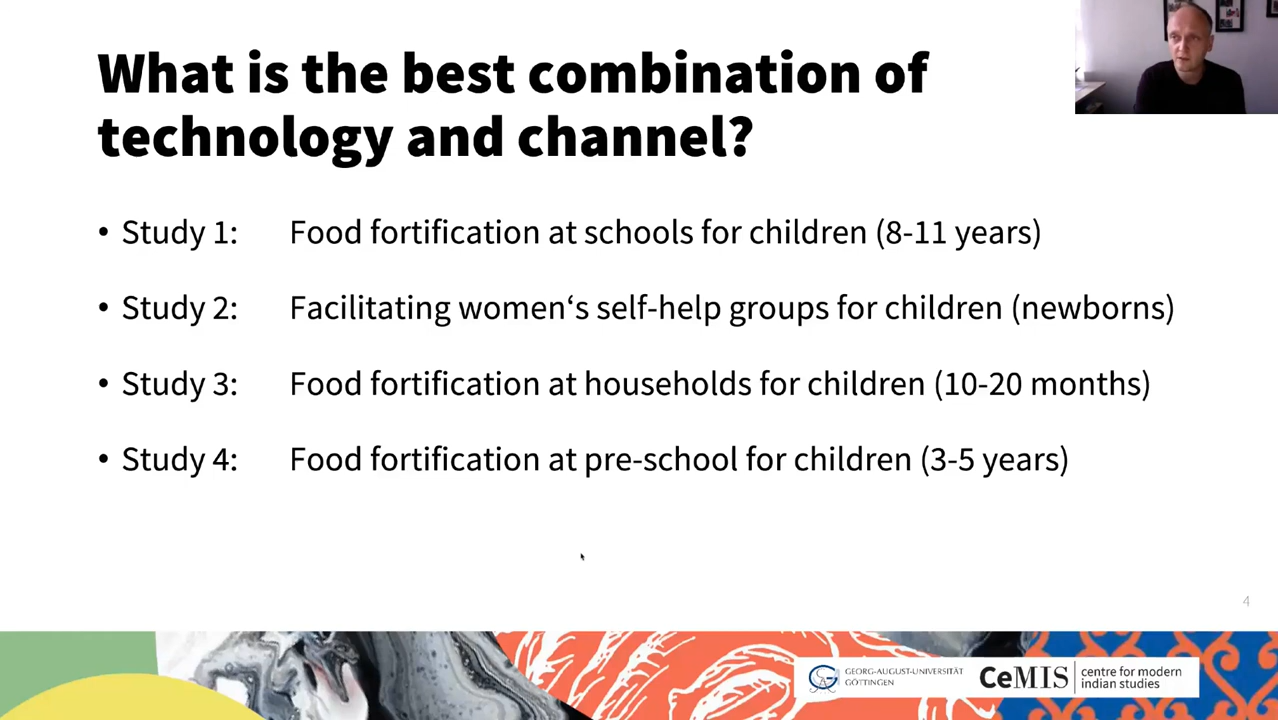 What is the best combination of
technology and channel?
• Study 1: Food fortification at schools for children (8-11 years)
• Study 2: Facilitating women‘s self-help groups for children (newborns)
• Study 3: Food fortification at households for children (10-20 months)
• Study 4: Food fortification at pre-school for children (3-5 years)
4
GEORG-AUGUST-UNIVERSITÄT
GÖTTINGEN
CeMIS
centre for modern
indian studies